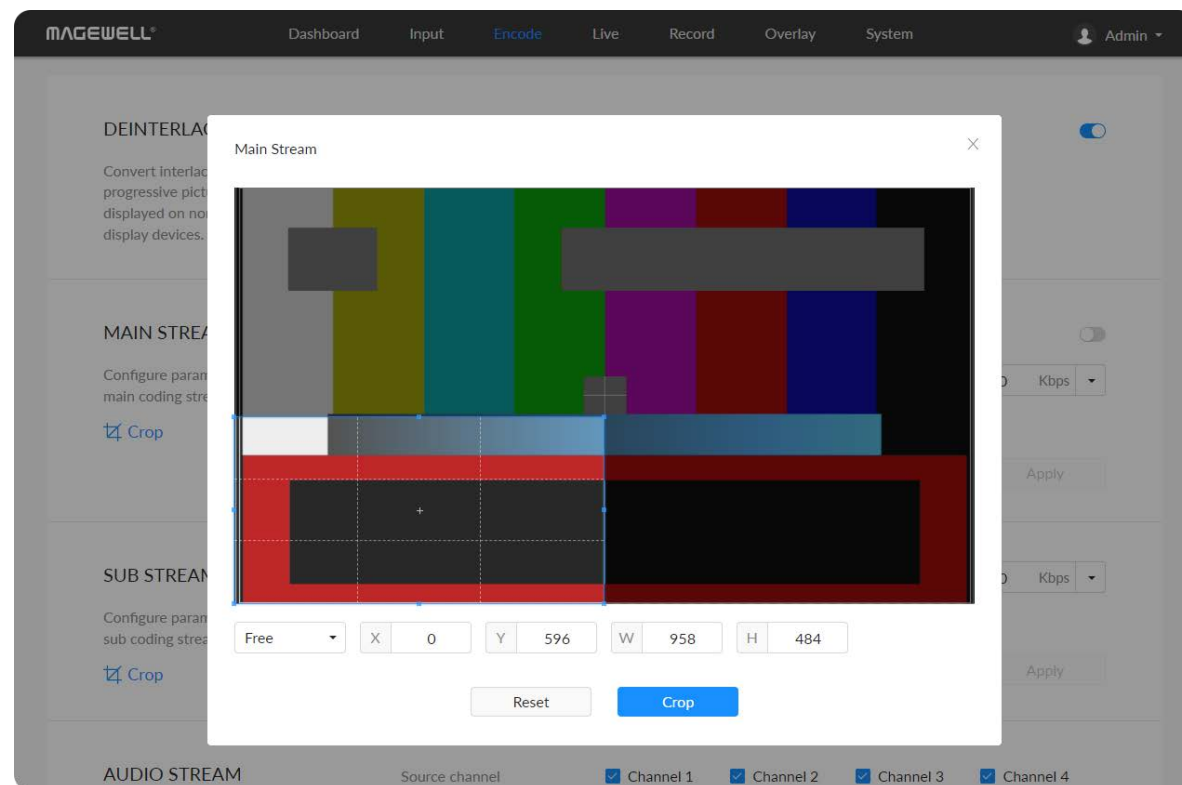 MAGEWELL®
Dashboard Input Encode Live Record Overlay System Admin
DEINTERLA
Convert interlac
progressive pict
displayed on no
display devices.
Main Stream
MAIN STREA
Configure param
main coding stre
Crop
0 Kbps
Apply
SUB STREAM
Configure param
sub coding strea
Crop
0 Kbps
Apply
Free X 0 Y 596 W 958 H 484
Reset Crop
AUDIO STREAM Source channel Channel 1 Channel 2 Channel 3 Channel 4